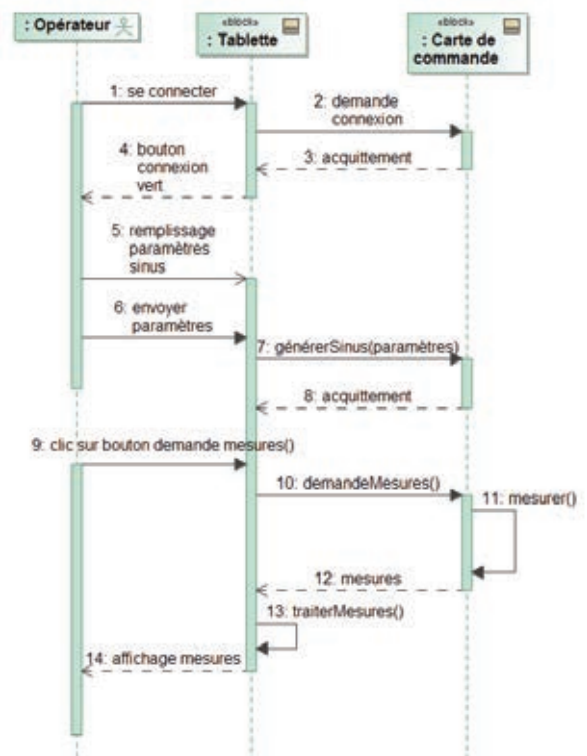 : Opérateur
«block»
: Tablette
«block»
: Carte de
commande
1: se connecter
2: demande
connexion
3: acquittement
4: bouton
connexion
vert
5: remplissage
paramètres
sinus
6: envoyer
paramètres
7: générerSinus(paramètres)
8: acquittement
9: clic sur bouton demande mesures()
10: demandeMesures()
11: mesurer()
12: mesures
13: traiterMesures()
14: affichage mesures